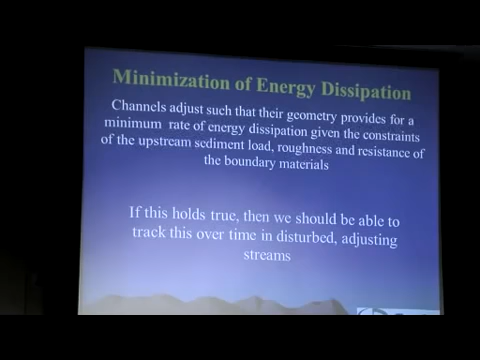 Minimization of Energy Dissipation
Channels adjust such that their geometry provides for a
minimum rate of energy dissipation given the constraints
of the upstream sediment load, roughness and resistance of
the boundary materials
If this holds true, then we should be able to
track this over time in disturbed, adjusting
streams